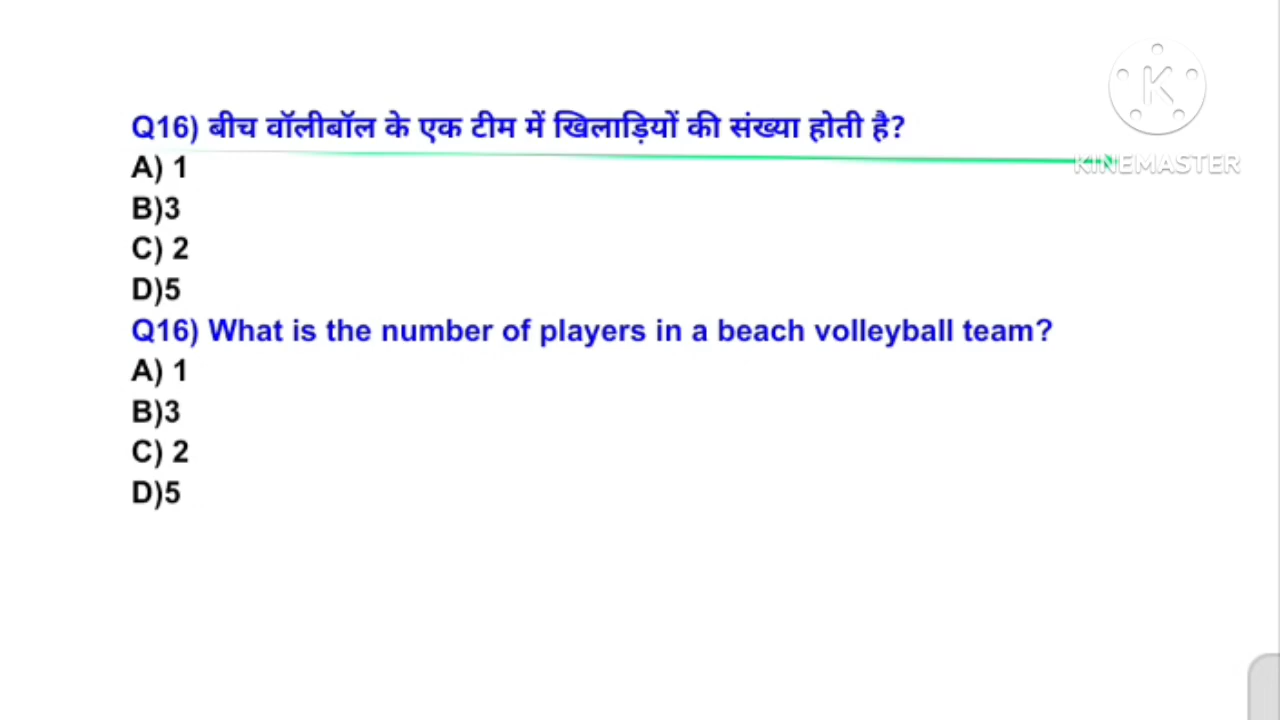 Q16) बीच वॉलीबॉल के एक टीम में खिलाड़ियों की संख्या होती है?
A) 1
B)3
C) 2
D)5
Q16) What is the number of players in a beach volleyball team?
A) 1
B)3
C) 2
D)5
K
KINEMASTER